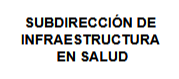 SUBDIRECCIÓN DE
INFRAESTRUCTURA
EN SALUD